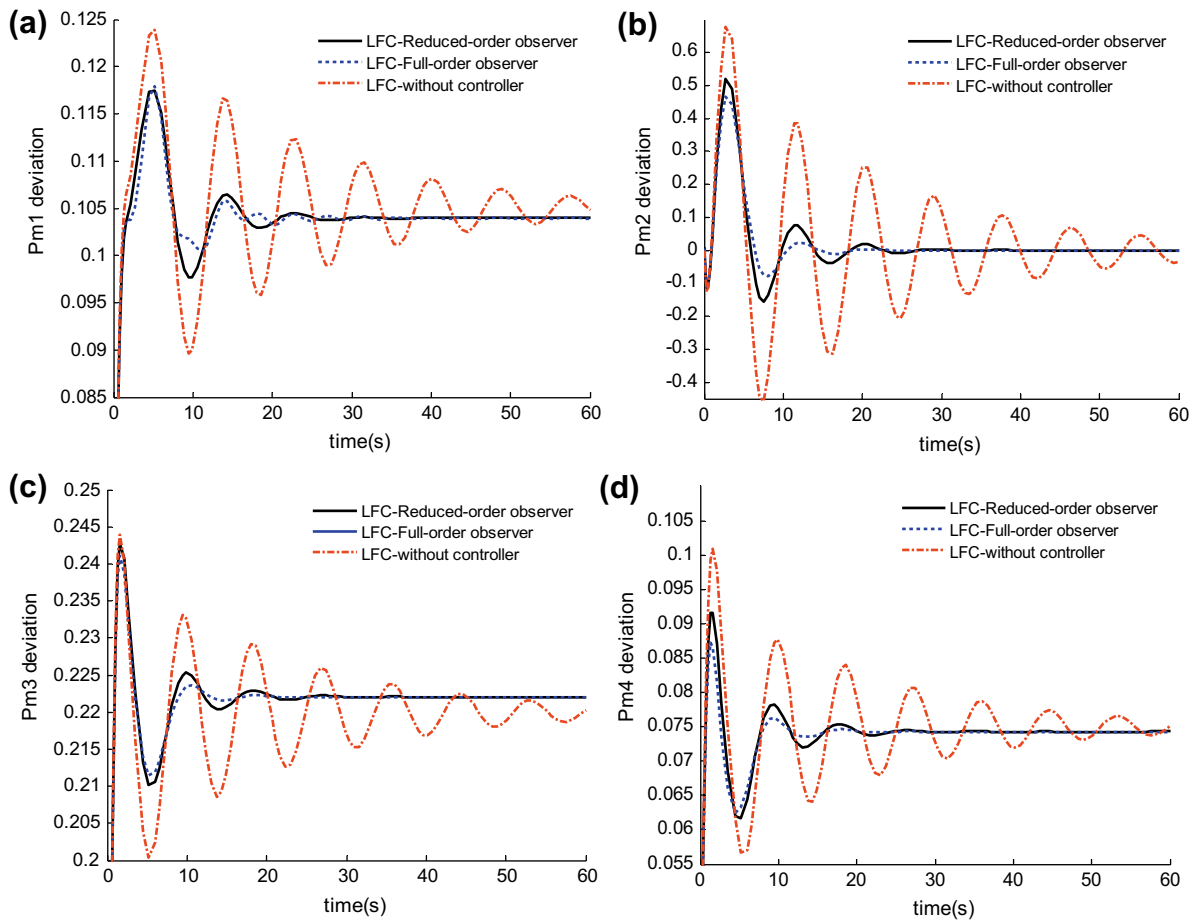 (a)
LFC-Reduced-order observer
LFC-Full-order observer
LFC-without controller
Pm1 deviation
0.125
0.12
0.115
0.11
0.105
0.1
0.095
0.09
0.085
0 10 20 30 40 50 60
time(s)
(b)
LFC-Reduced-order observer
LFC-Full-order observer
LFC-without controller
Pm2 deviation
0.6
0.5
0.4
0.3
0.2
0.1
0
-0.1
-0.2
-0.3
-0.4
0 10 20 30 40 50 60
time(s)
(c)
LFC-Reduced-order observer
LFC-Full-order observer
LFC-without controller
Pm3 deviation
0.25
0.245
0.24
0.235
0.23
0.225
0.22
0.215
0.21
0.205
0.2
0 10 20 30 40 50 60
time(s)
(d)
LFC-Reduced-order observer
LFC-Full-order observer
LFC-without controller
Pm4 deviation
0.105
0.1
0.095
0.09
0.085
0.08
0.075
0.07
0.065
0.06
0.055
0 10 20 30 40 50 60
time(s)